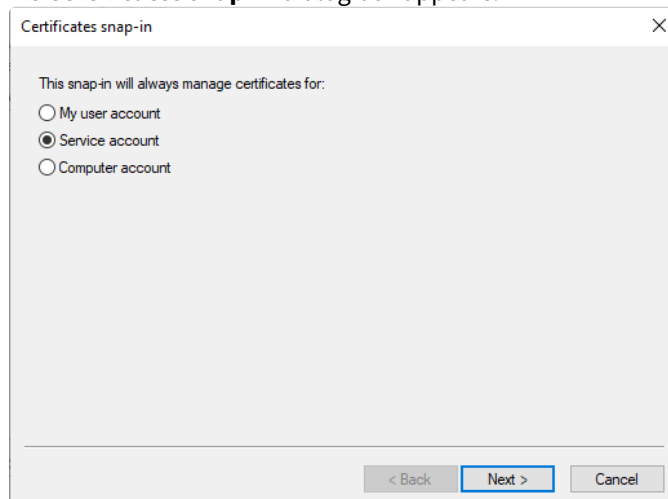 Certificates snap-in
This snap-in will always manage certificates for:
My user account
Service account
Computer account
< Back Next > Cancel